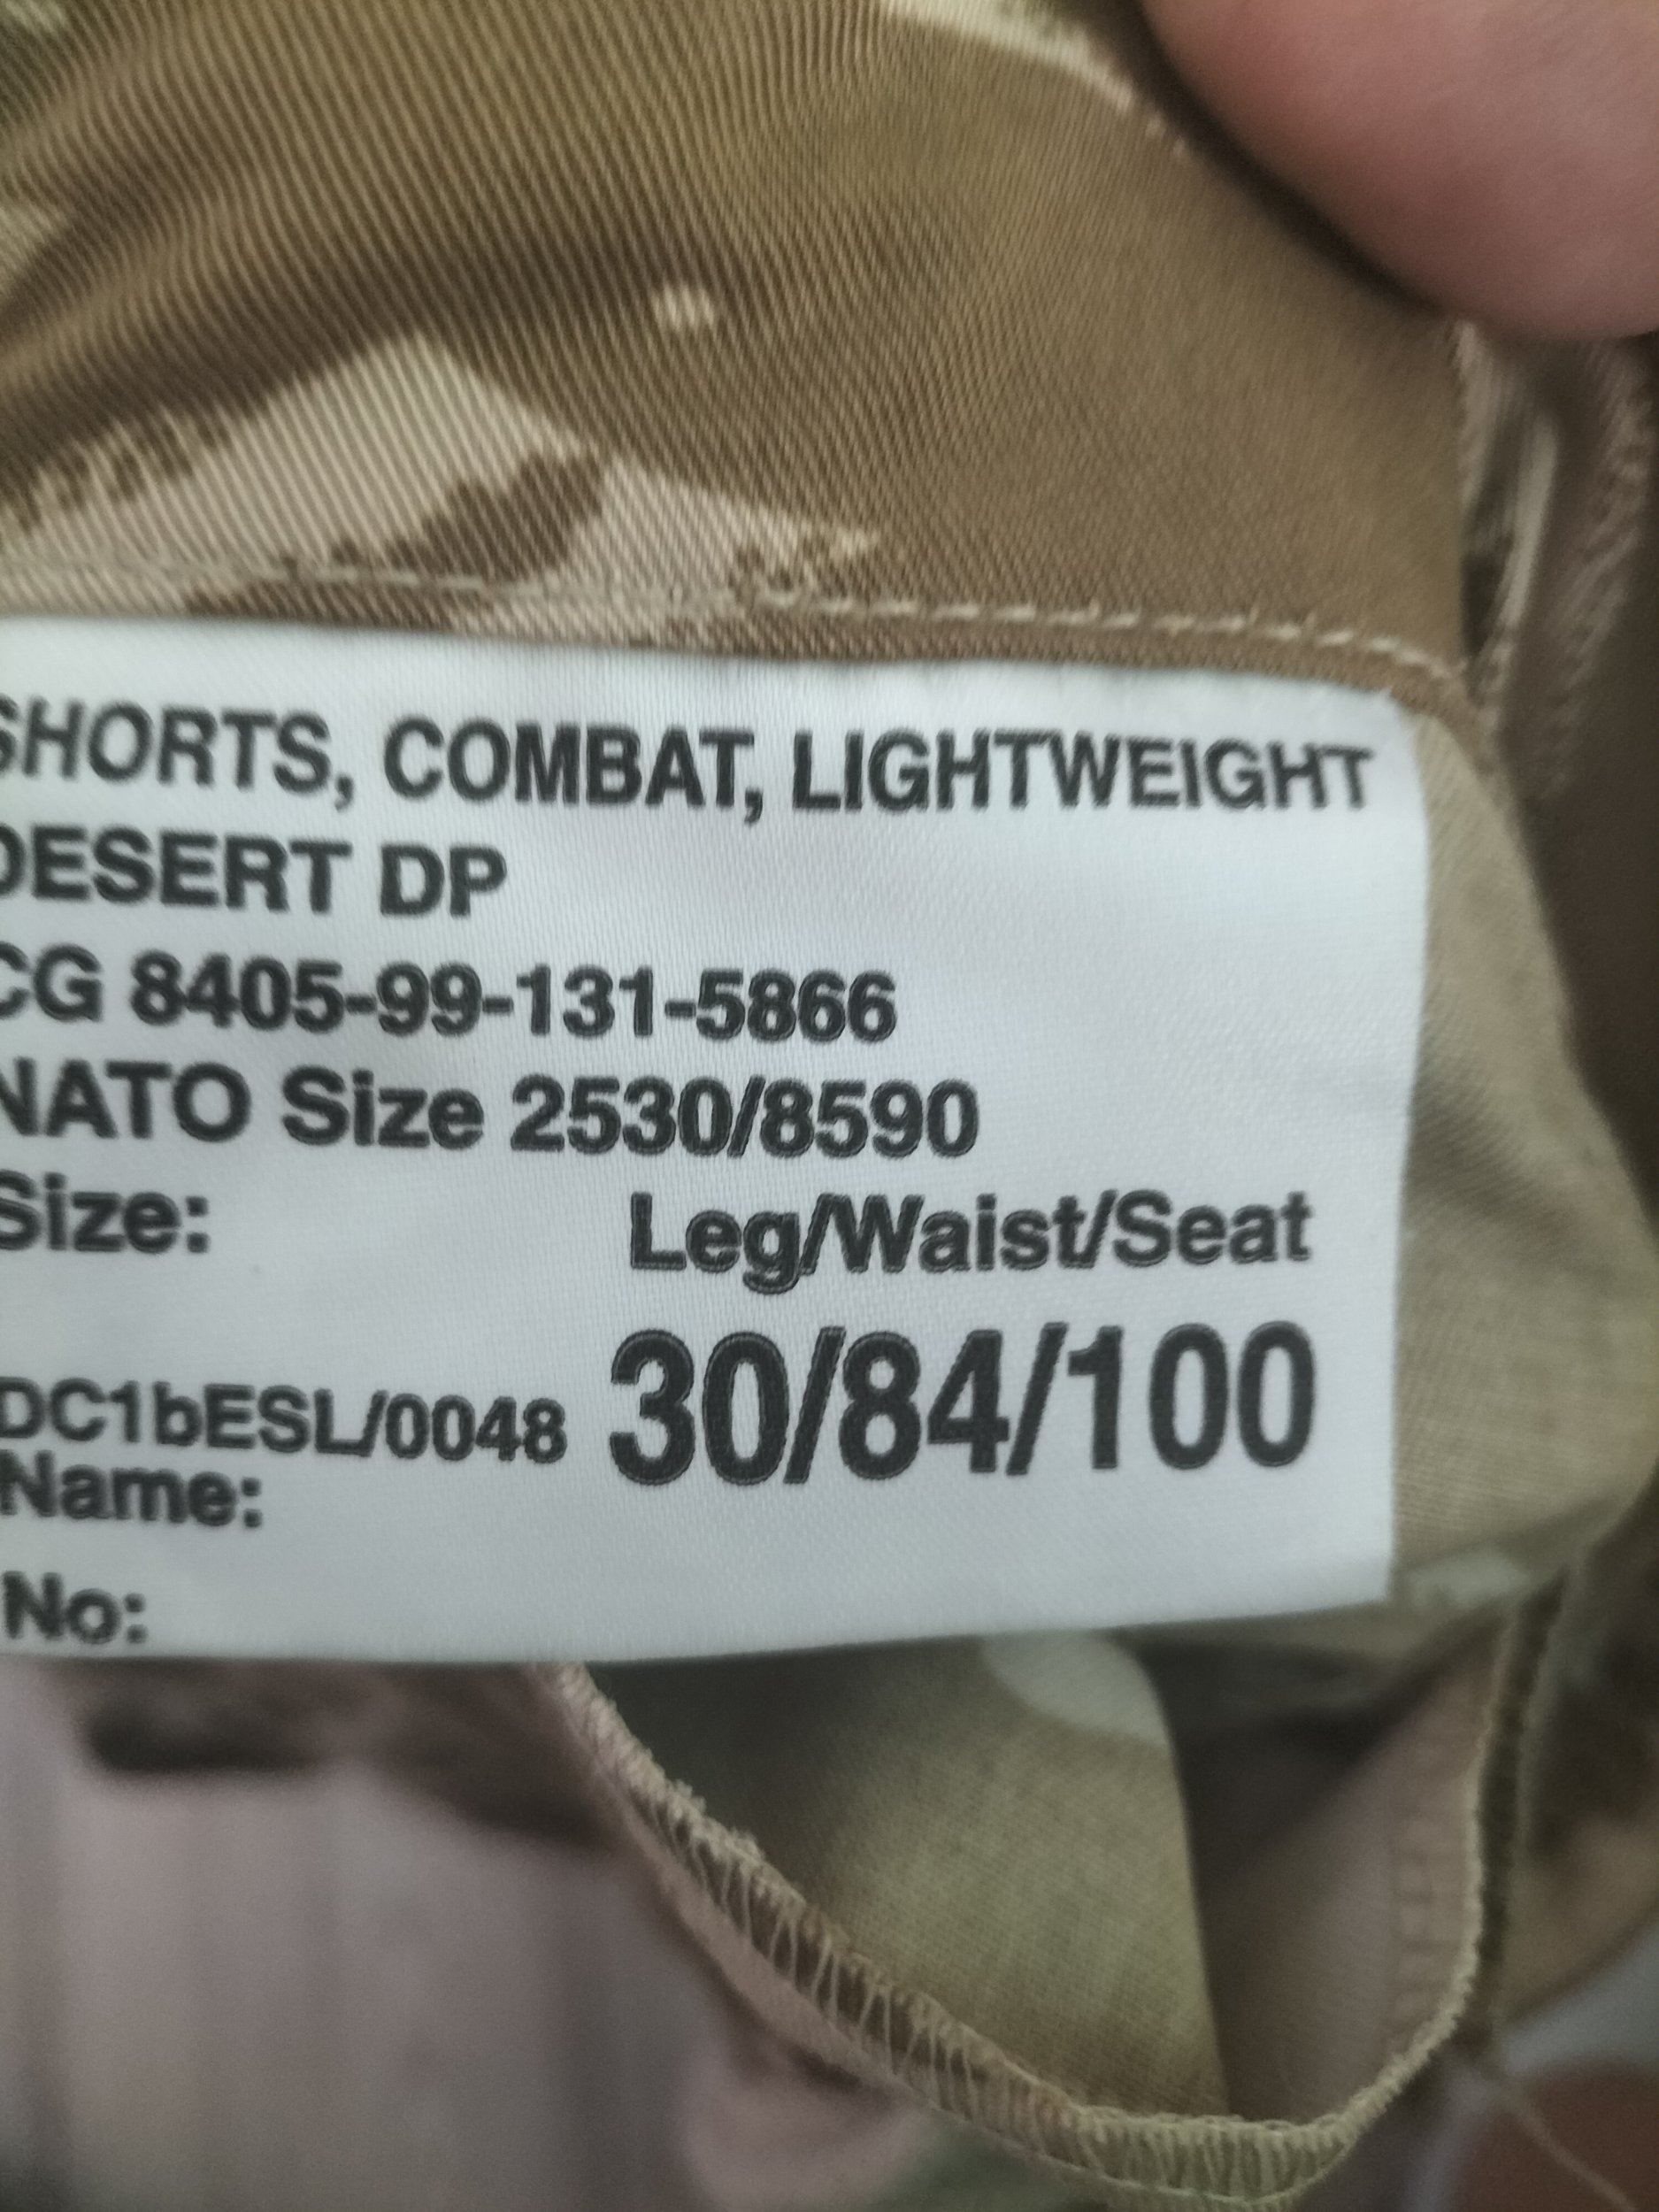 SHORTS, COMBAT, LIGHTWEIGHT
DESERT DP
CG 8405-99-131-5866
NATO Size 2530/8590
Size: Leg/Waist/Seat
DC1bESL/0048 30/84/100
Name:
No: